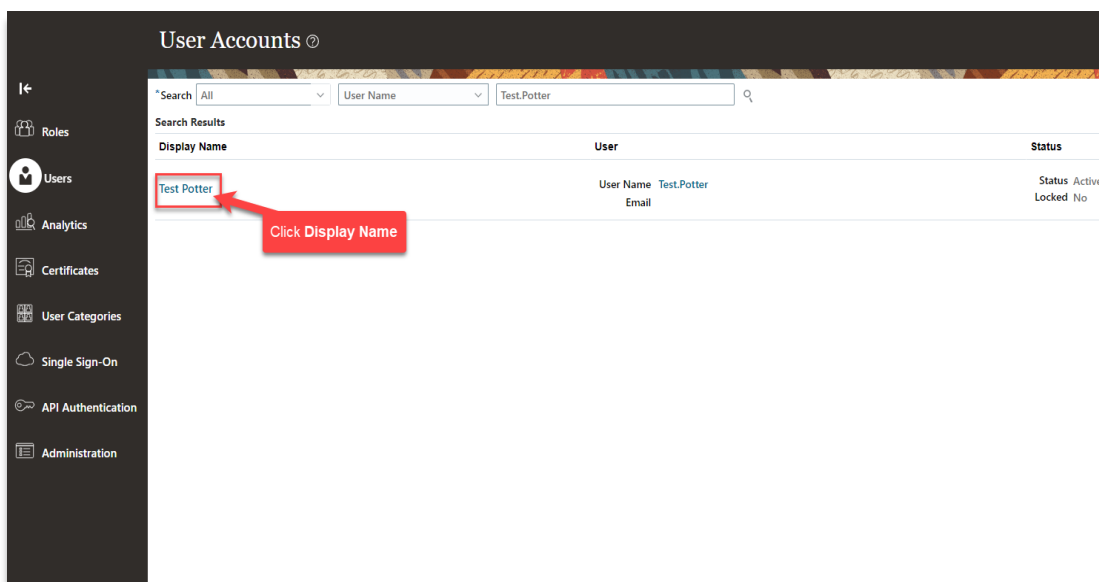 User Accounts
*Search All User Name Test.Potter
Search Results
Display Name User Status
Test Potter User Name Test.Potter Status Active
Email Locked No
Click Display Name
Roles
Users
Analytics
Certificates
User Categories
Single Sign-On
API Authentication
Administration